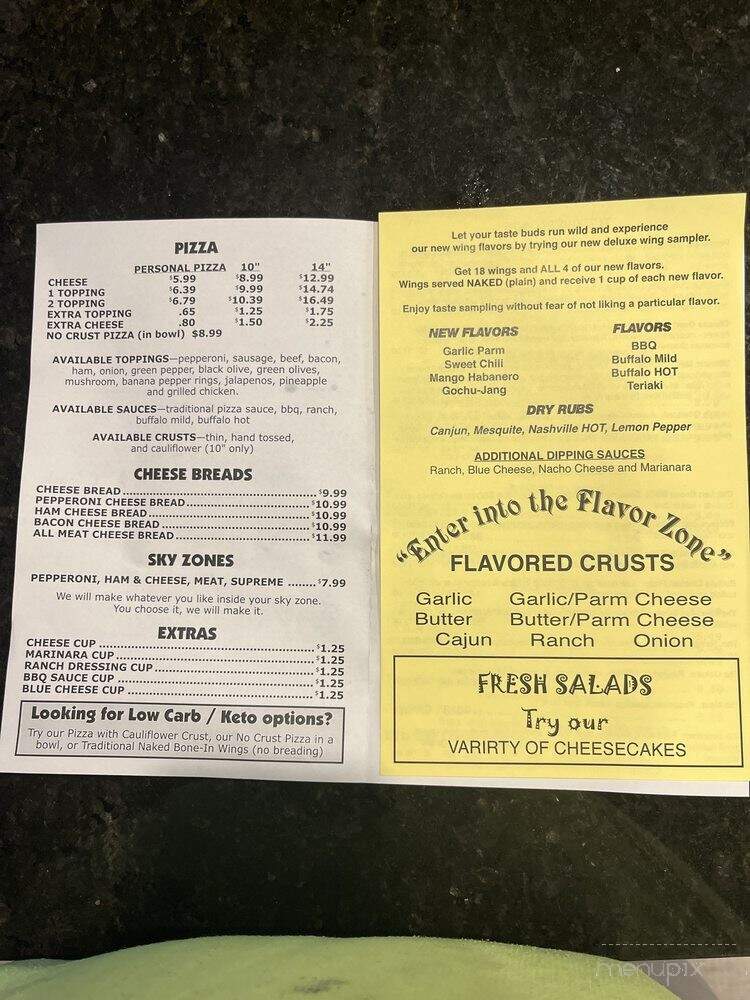 PIZZA
PERSONAL PIZZA 10" 14"
CHEESE $5.99 $8.99 $12.99
1 TOPPING $6.39 $9.99 $14.74
2 TOPPING $6.79 $10.39 $16.49
EXTRA TOPPING .65 $1.25 $1.75
EXTRA CHEESE .80 $1.50 $2.25
NO CRUST PIZZA (in bowl) $8.99
AVAILABLE TOPPINGS—pepperoni, sausage, beef, bacon,
ham, onion, green pepper, black olive, green olives,
mushroom, banana pepper rings, jalapenos, pineapple
and grilled chicken.
AVAILABLE SAUCES—traditional pizza sauce, bbq, ranch,
buffalo mild, buffalo hot
AVAILABLE CRUSTS—thin, hand tossed,
and cauliflower (10" only)
CHEESE BREADS
CHEESE BREAD $9.99
PEPPERONI CHEESE BREAD $10.99
HAM CHEESE BREAD $10.99
BACON CHEESE BREAD $10.99
ALL MEAT CHEESE BREAD $11.99
SKY ZONES
PEPPERONI, HAM & CHEESE, MEAT, SUPREME ........$7.99
We will make whatever you like inside your sky zone.
You choose it, we will make it.
EXTRAS
CHEESE CUP $1.25
MARINARA CUP $1.25
RANCH DRESSING CUP $1.25
BBQ SAUCE CUP $1.25
BLUE CHEESE CUP $1.25
Looking for Low Carb / Keto options?
Try our Pizza with Cauliflower Crust, our No Crust Pizza in a
bowl, or Traditional Naked Bone-In Wings (no breading)
Let your taste buds run wild and experience
our new wing flavors by trying our new deluxe wing sampler.
Get 18 wings and ALL 4 of our new flavors.
Wings served NAKED (plain) and receive 1 cup of each new flavor.
Enjoy taste sampling without fear of not liking a particular flavor.
NEW FLAVORS
Garlic Parm
Sweet Chili
Mango Habanero
Gochu-Jang
FLAVORS
BBQ
Buffalo Mild
Buffalo HOT
Teriaki
DRY RUBS
Canjun, Mesquite, Nashville HOT, Lemon Pepper
ADDITIONAL DIPPING SAUCES
Ranch, Blue Cheese, Nacho Cheese and Marianara
"Enter into the Flavor Zone"
FLAVORED CRUSTS
Garlic Garlic/Parm Cheese
Butter Butter/Parm Cheese
Cajun Ranch Onion
FRESH SALADS
Try our
VARIRTY OF CHEESECAKES
menupix